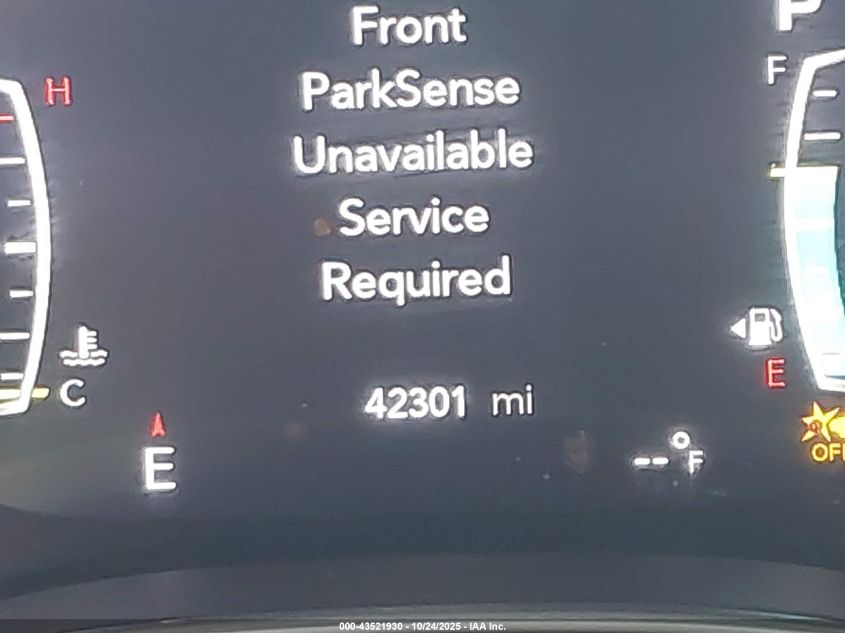 P
Front
F
ParkSense
H
Unavailable
Service
Required
E
C
42301 mi
E
--°F
OFF
000-43521930 - 10/24/2025 - IAA Inc.